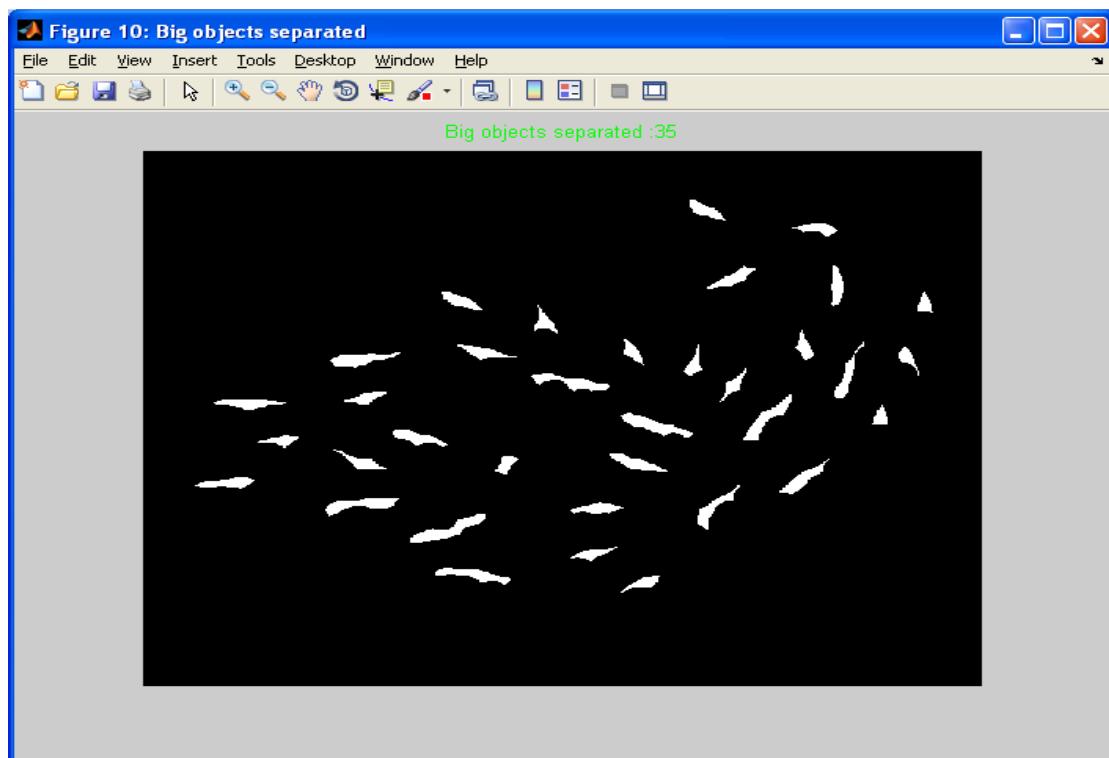 Figure 10: Big objects separated
File Edit View Insert Tools Desktop Window Help
Big objects separated :35